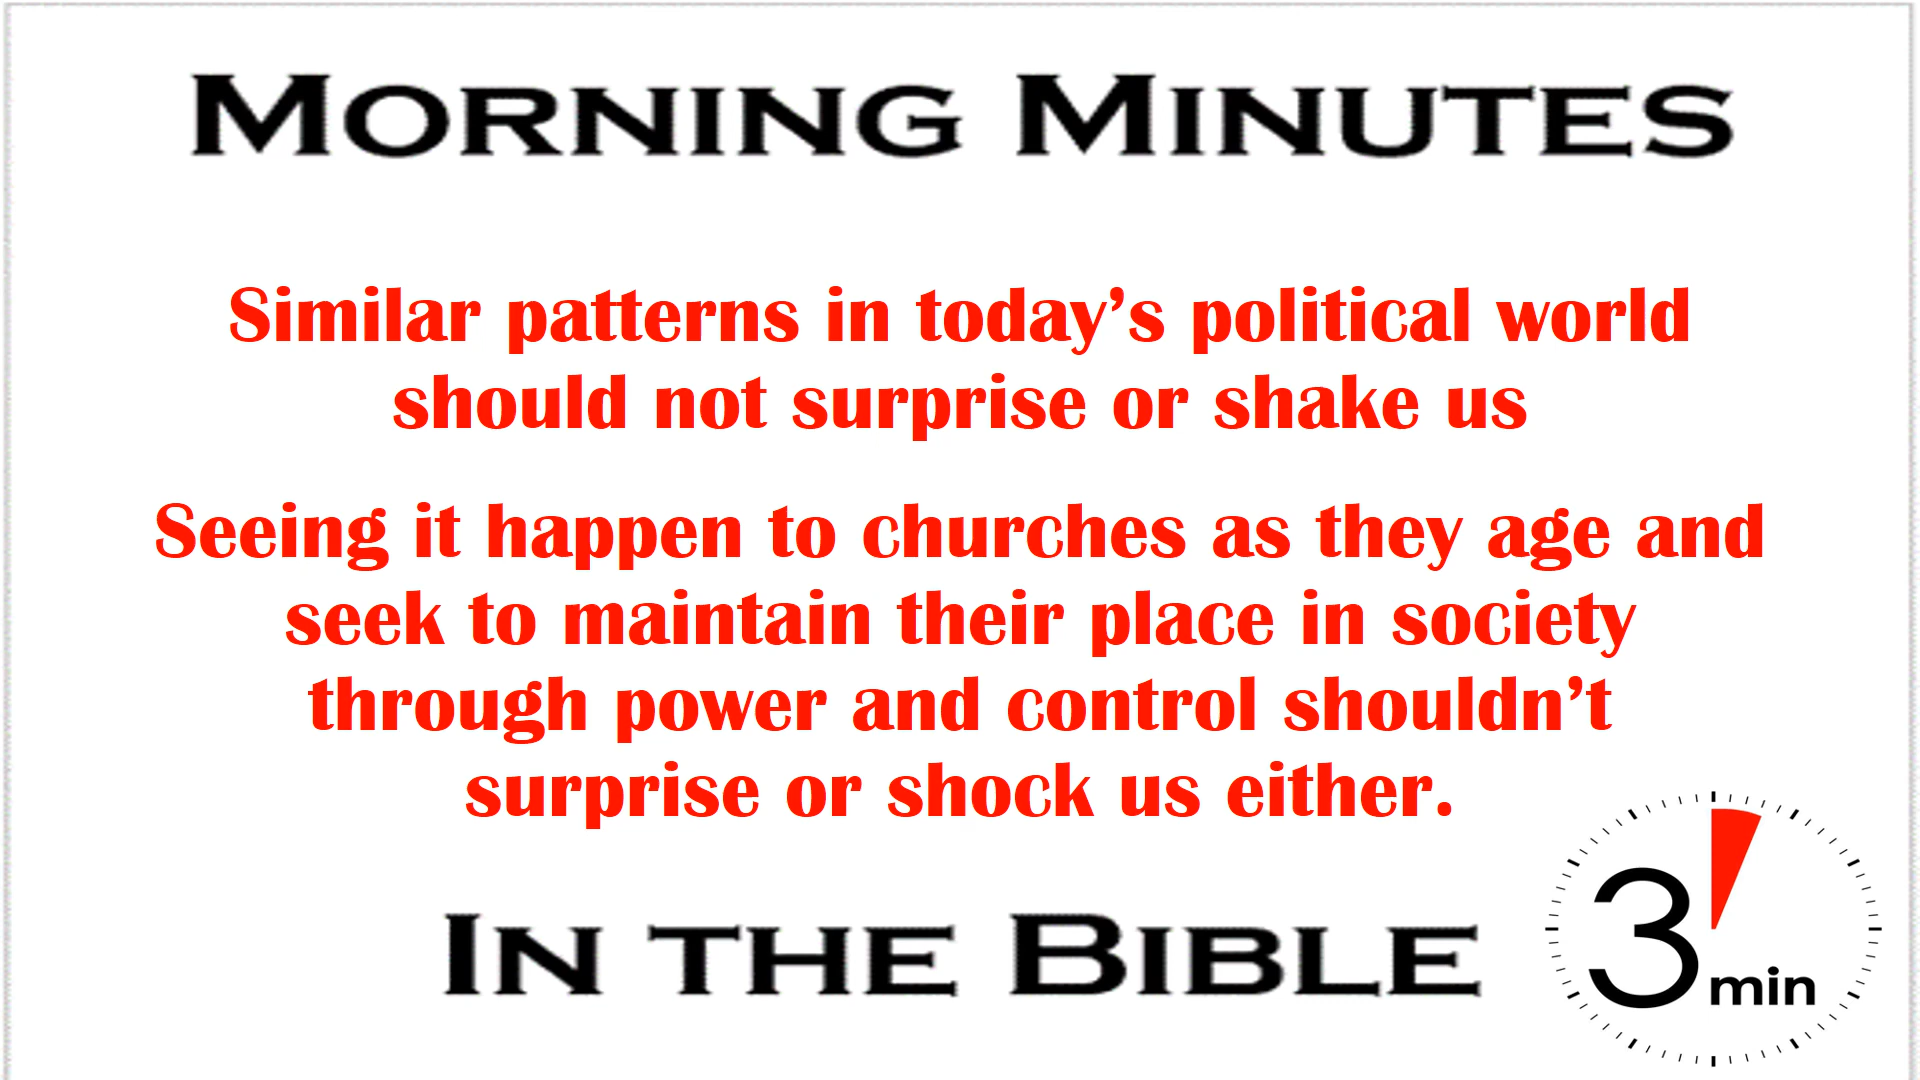 MORNING MINUTES
Similar patterns in today’s political world
should not surprise or shake us
Seeing it happen to churches as they age and
seek to maintain their place in society
through power and control shouldn’t
surprise or shock us either.
IN THE BIBLE
3 min